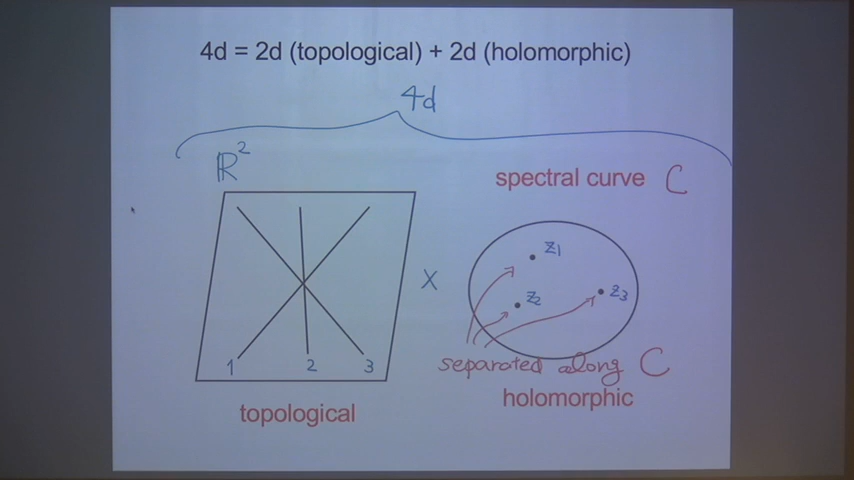 4d = 2d (topological) + 2d (holomorphic)
4d
ℝ²
spectral curve C
z1
z2
z3
×
1 2 3
separated along C
topological
holomorphic